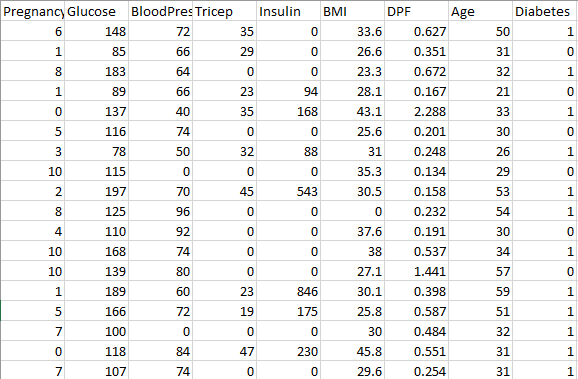 Pregnancy Glucose BloodPres Tricep Insulin BMI DPF Age Diabetes
6 148 72 35 0 33.6 0.627 50 1
1 85 66 29 0 26.6 0.351 31 0
8 183 64 0 0 23.3 0.672 32 1
1 89 66 23 94 28.1 0.167 21 0
0 137 40 35 168 43.1 2.288 33 1
5 116 74 0 0 25.6 0.201 30 0
3 78 50 32 88 31 0.248 26 1
10 115 0 0 0 35.3 0.134 29 0
2 197 70 45 543 30.5 0.158 53 1
8 125 96 0 0 0 0.232 54 1
4 110 92 0 0 37.6 0.191 30 0
10 168 74 0 0 38 0.537 34 1
10 139 80 0 0 27.1 1.441 57 0
1 189 60 23 846 30.1 0.398 59 1
5 166 72 19 175 25.8 0.587 51 1
7 100 0 0 0 30 0.484 32 1
0 118 84 47 230 45.8 0.551 31 1
7 107 74 0 0 29.6 0.254 31 1